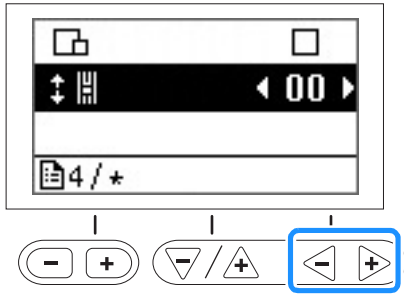 00
4/*
- +
- / +
- +